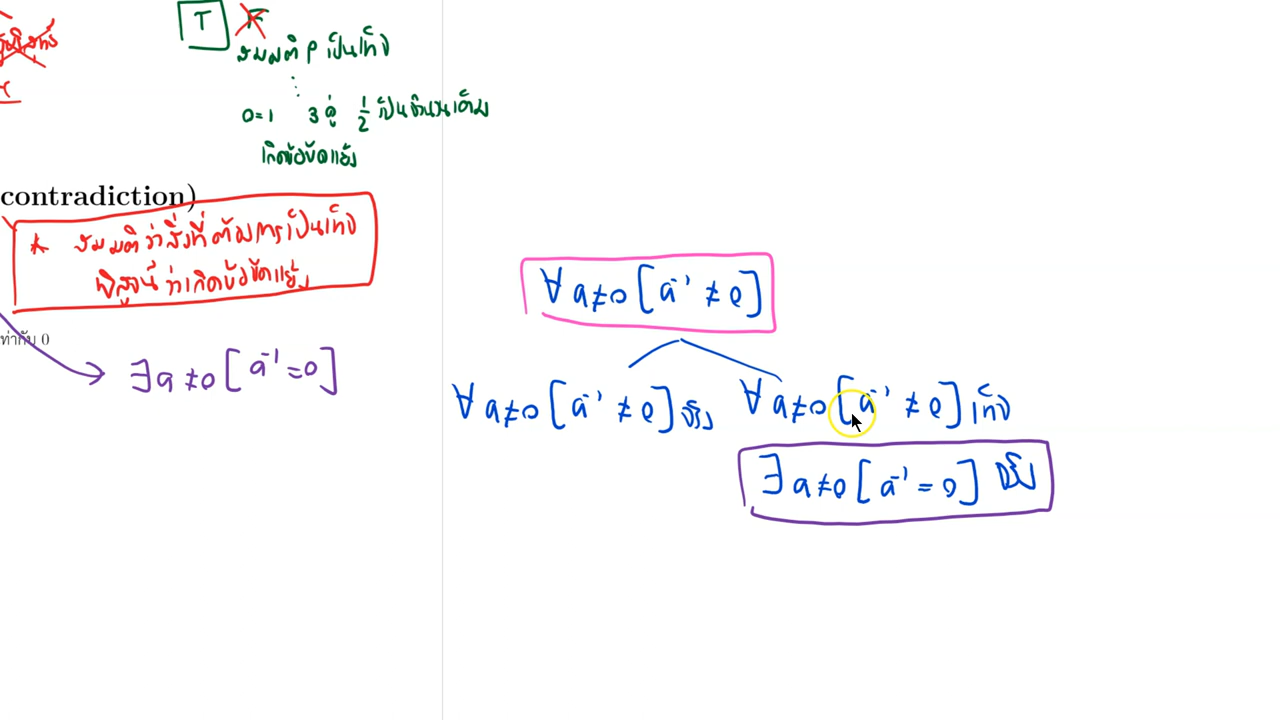 T F
สมมติ P เป็นเท็จ
⋮
0=1 3 คู่ 1/2 เป็นจำนวนเต็ม
เกิดข้อขัดแย้ง
contradiction)
* สมมติว่าสิ่งที่ต้องการเป็นเท็จ
พิสูจน์ว่าเกิดข้อขัดแย้ง
ท่ากับ 0
∃a≠0[a⁻¹=0]
∀a≠0[a⁻¹≠0]
∀a≠0[a⁻¹≠0] จริง ∀a≠0[a⁻¹≠0] เท็จ
∃a≠0[a⁻¹=0] จริง